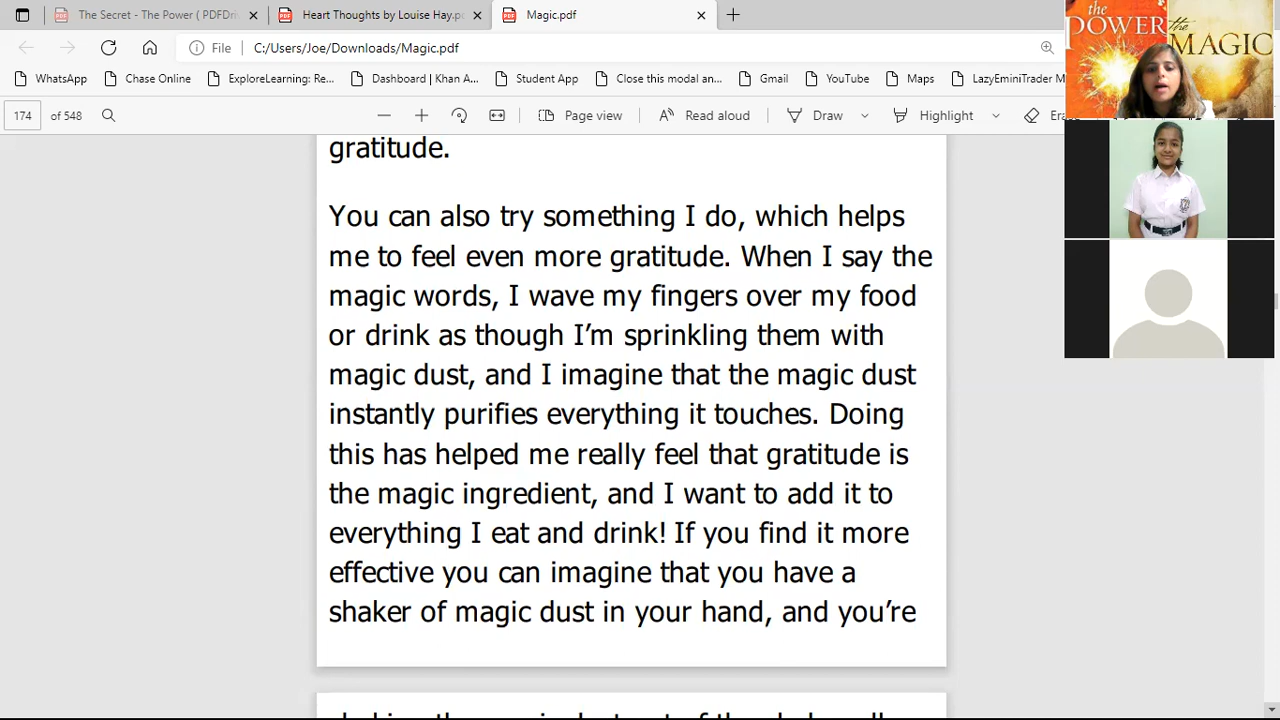 The Secret - The Power ( PDFDri
Heart Thoughts by Louise Hay.p
Magic.pdf
File C:/Users/Joe/Downloads/Magic.pdf
WhatsApp Chase Online ExploreLearning: Re... Dashboard | Khan A... Student App Close this modal an... Gmail YouTube Maps LazyEminiTrader M
174 of 548 Page view Read aloud Draw Highlight Era
the POWER
the MAGIC
gratitude.
You can also try something I do, which helps
me to feel even more gratitude. When I say the
magic words, I wave my fingers over my food
or drink as though I’m sprinkling them with
magic dust, and I imagine that the magic dust
instantly purifies everything it touches. Doing
this has helped me really feel that gratitude is
the magic ingredient, and I want to add it to
everything I eat and drink! If you find it more
effective you can imagine that you have a
shaker of magic dust in your hand, and you’re